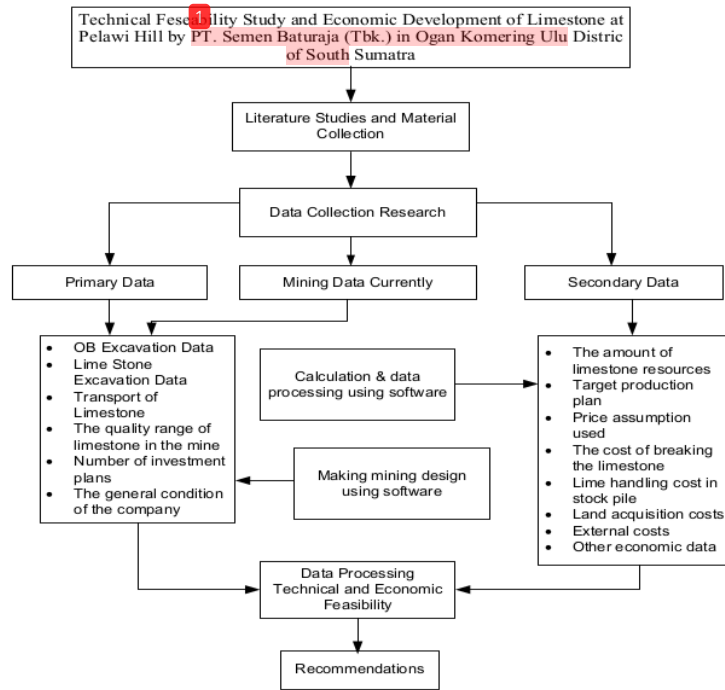 1
Technical Feseability Study and Economic Development of Limestone at
Pelawi Hill by PT. Semen Baturaja (Tbk.) in Ogan Komering Ulu Distric
of South Sumatra
Literature Studies and Material
Collection
Data Collection Research
Primary Data
Mining Data Currently
Secondary Data
• OB Excavation Data
• Lime Stone
Excavation Data
• Transport of
Limestone
• The quality range of
limestone in the mine
• Number of investment
plans
• The general condition
of the company
Calculation & data
processing using software
Making mining design
using software
• The amount of
limestone resources
• Target production
plan
• Price assumption
used
• The cost of breaking
the limestone
• Lime handling cost in
stock pile
• Land acquisition costs
• External costs
• Other economic data
Data Processing
Technical and Economic
Feasibility
Recommendations